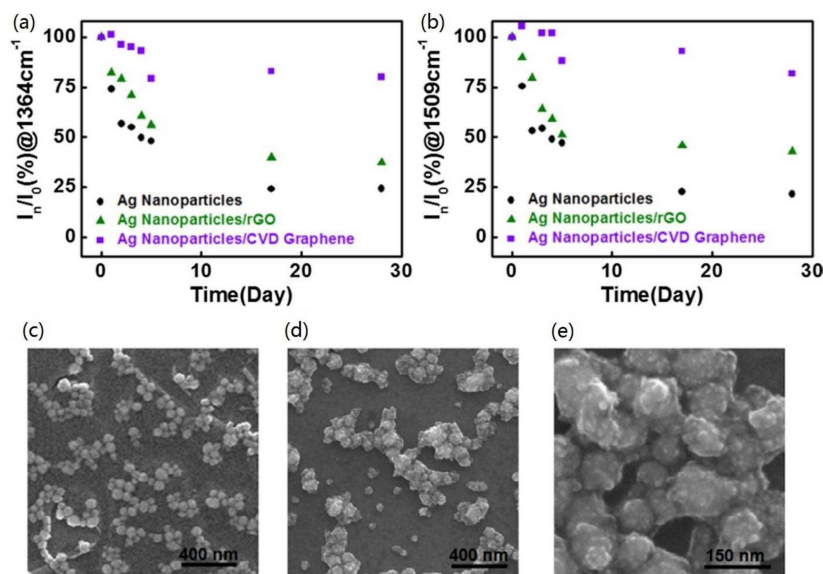 (a)
I_n/I_0(%)@1364cm^-1
100
75
50
25
0
Ag Nanoparticles
Ag Nanoparticles/rGO
Ag Nanoparticles/CVD Graphene
0 10 20 30
Time(Day)
(b)
I_n/I_0(%)@1509cm^-1
100
75
50
25
0
Ag Nanoparticles
Ag Nanoparticles/rGO
Ag Nanoparticles/CVD Graphene
0 10 20 30
Time(Day)
(c)
400 nm
(d)
400 nm
(e)
150 nm